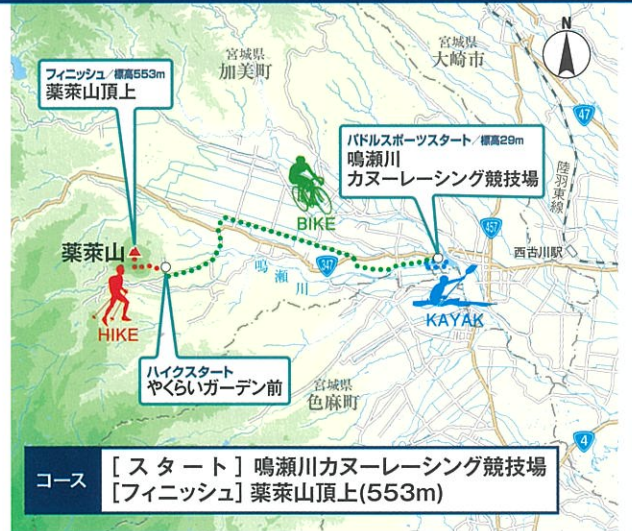 N
宮城県
加美町
宮城県
大崎市
フィニッシュ／標高553m
薬萊山頂上
47
パドルスポーツスタート／標高29m
鳴瀬川
カヌーレーシング競技場
陸羽東線
BIKE
457
西古川駅
薬萊山
347
鳴瀬川
HIKE
KAYAK
ハイクスタート
やくらいガーデン前
宮城県
色麻町
4
コース
[スタート] 鳴瀬川カヌーレーシング競技場
[フィニッシュ] 薬萊山頂上(553m)